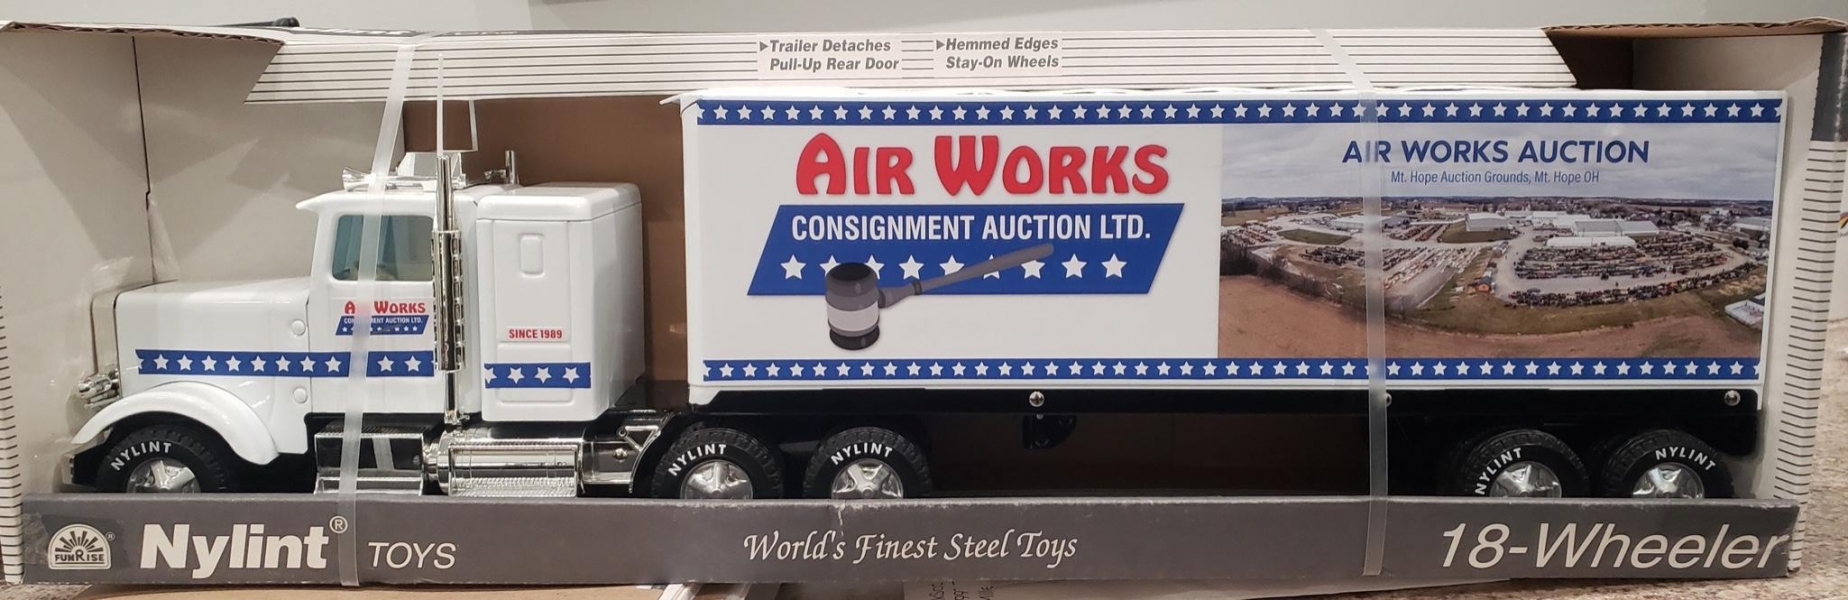 ▶Trailer Detaches
Pull-Up Rear Door
▶Hemmed Edges
Stay-On Wheels
AIR WORKS
CONSIGNMENT AUCTION LTD.
AIR WORKS AUCTION
Mt. Hope Auction Grounds, Mt. Hope OH
WORKS
AUCTION LTD.
SINCE 1989
NYLINT
NYLINT
NYLINT
NYLINT
NYLINT
FUNRISE®
Nylint® TOYS
World's Finest Steel Toys
18-Wheeler